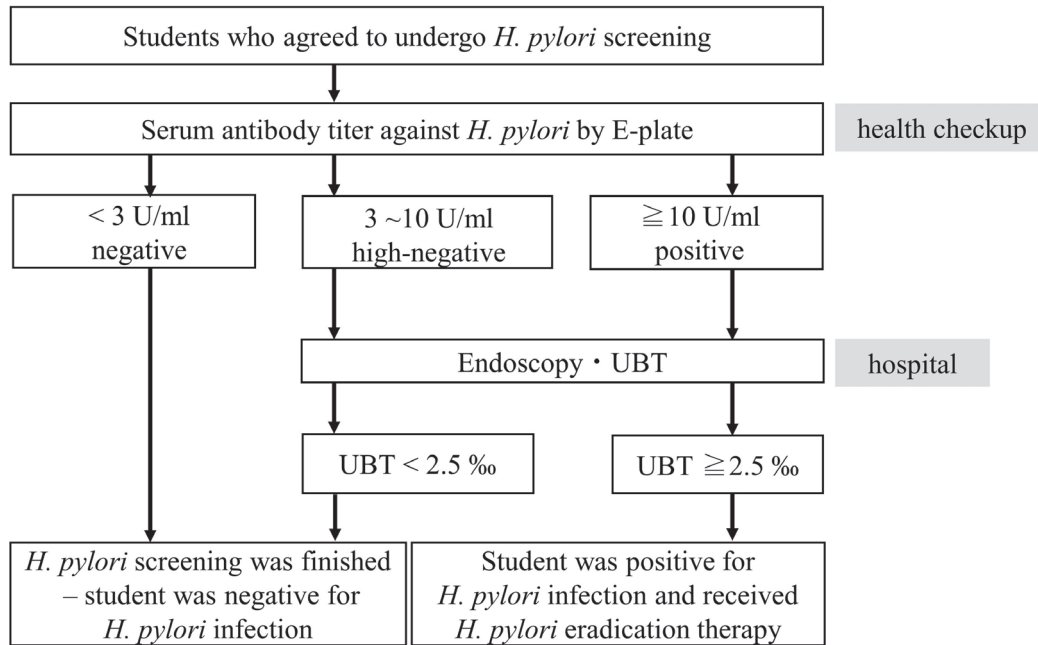 Students who agreed to undergo H. pylori screening
Serum antibody titer against H. pylori by E-plate
health checkup
< 3 U/ml
negative
3 ~10 U/ml
high-negative
≧10 U/ml
positive
Endoscopy・UBT
hospital
UBT < 2.5 ‰
UBT ≧2.5 ‰
H. pylori screening was finished
– student was negative for
H. pylori infection
Student was positive for
H. pylori infection and received
H. pylori eradication therapy